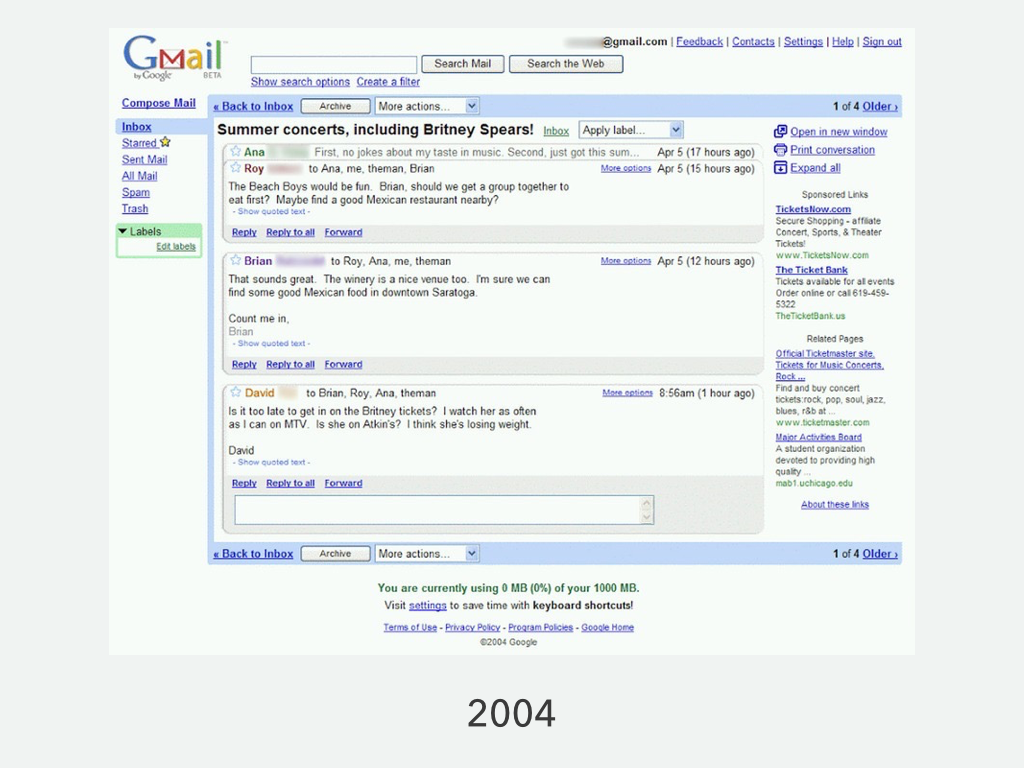 Gmail
by Google BETA
@gmail.com | Feedback | Contacts | Settings | Help | Sign out
Search Mail Search the Web
Show search options Create a filter
Compose Mail
Inbox
Starred
Sent Mail
All Mail
Spam
Trash
Labels
Edit labels
« Back to Inbox Archive More actions... 1 of 4 Older ›
Summer concerts, including Britney Spears! Inbox Apply label...
Ana First, no jokes about my taste in music. Second, just got this sum... Apr 5 (17 hours ago)
Roy to Ana, me, theman, Brian More options Apr 5 (15 hours ago)
The Beach Boys would be fun. Brian, should we get a group together to
eat first? Maybe find a good Mexican restaurant nearby?
- Show quoted text -
Reply Reply to all Forward
Brian to Roy, Ana, me, theman More options Apr 5 (12 hours ago)
That sounds great. The winery is a nice venue too. I'm sure we can
find some good Mexican food in downtown Saratoga.
Count me in,
Brian
- Show quoted text -
Reply Reply to all Forward
David to Brian, Roy, Ana, theman More options 8:56am (1 hour ago)
Is it too late to get in on the Britney tickets? I watch her as often
as I can on MTV. Is she on Atkin's? I think she's losing weight.
David
- Show quoted text -
Reply Reply to all Forward
Open in new window
Print conversation
Expand all
Sponsored Links
TicketsNow.com
Secure Shopping - affiliate
Concert, Sports, & Theater
Tickets!
www.TicketsNow.com
The Ticket Bank
Tickets available for all events
Order online or call 619-459-
5322
TheTicketBank.us
Related Pages
Official Ticketmaster site.
Tickets for Music Concerts,
Rock ...
Find and buy concert
tickets:rock, pop, soul, jazz,
blues, r&b at ...
www.ticketmaster.com
Major Activities Board
A student organization
devoted to providing high
quality ...
mab1.uchicago.edu
About these links
« Back to Inbox Archive More actions... 1 of 4 Older ›
You are currently using 0 MB (0%) of your 1000 MB.
Visit settings to save time with keyboard shortcuts!
Terms of Use - Privacy Policy - Program Policies - Google Home
©2004 Google
2004